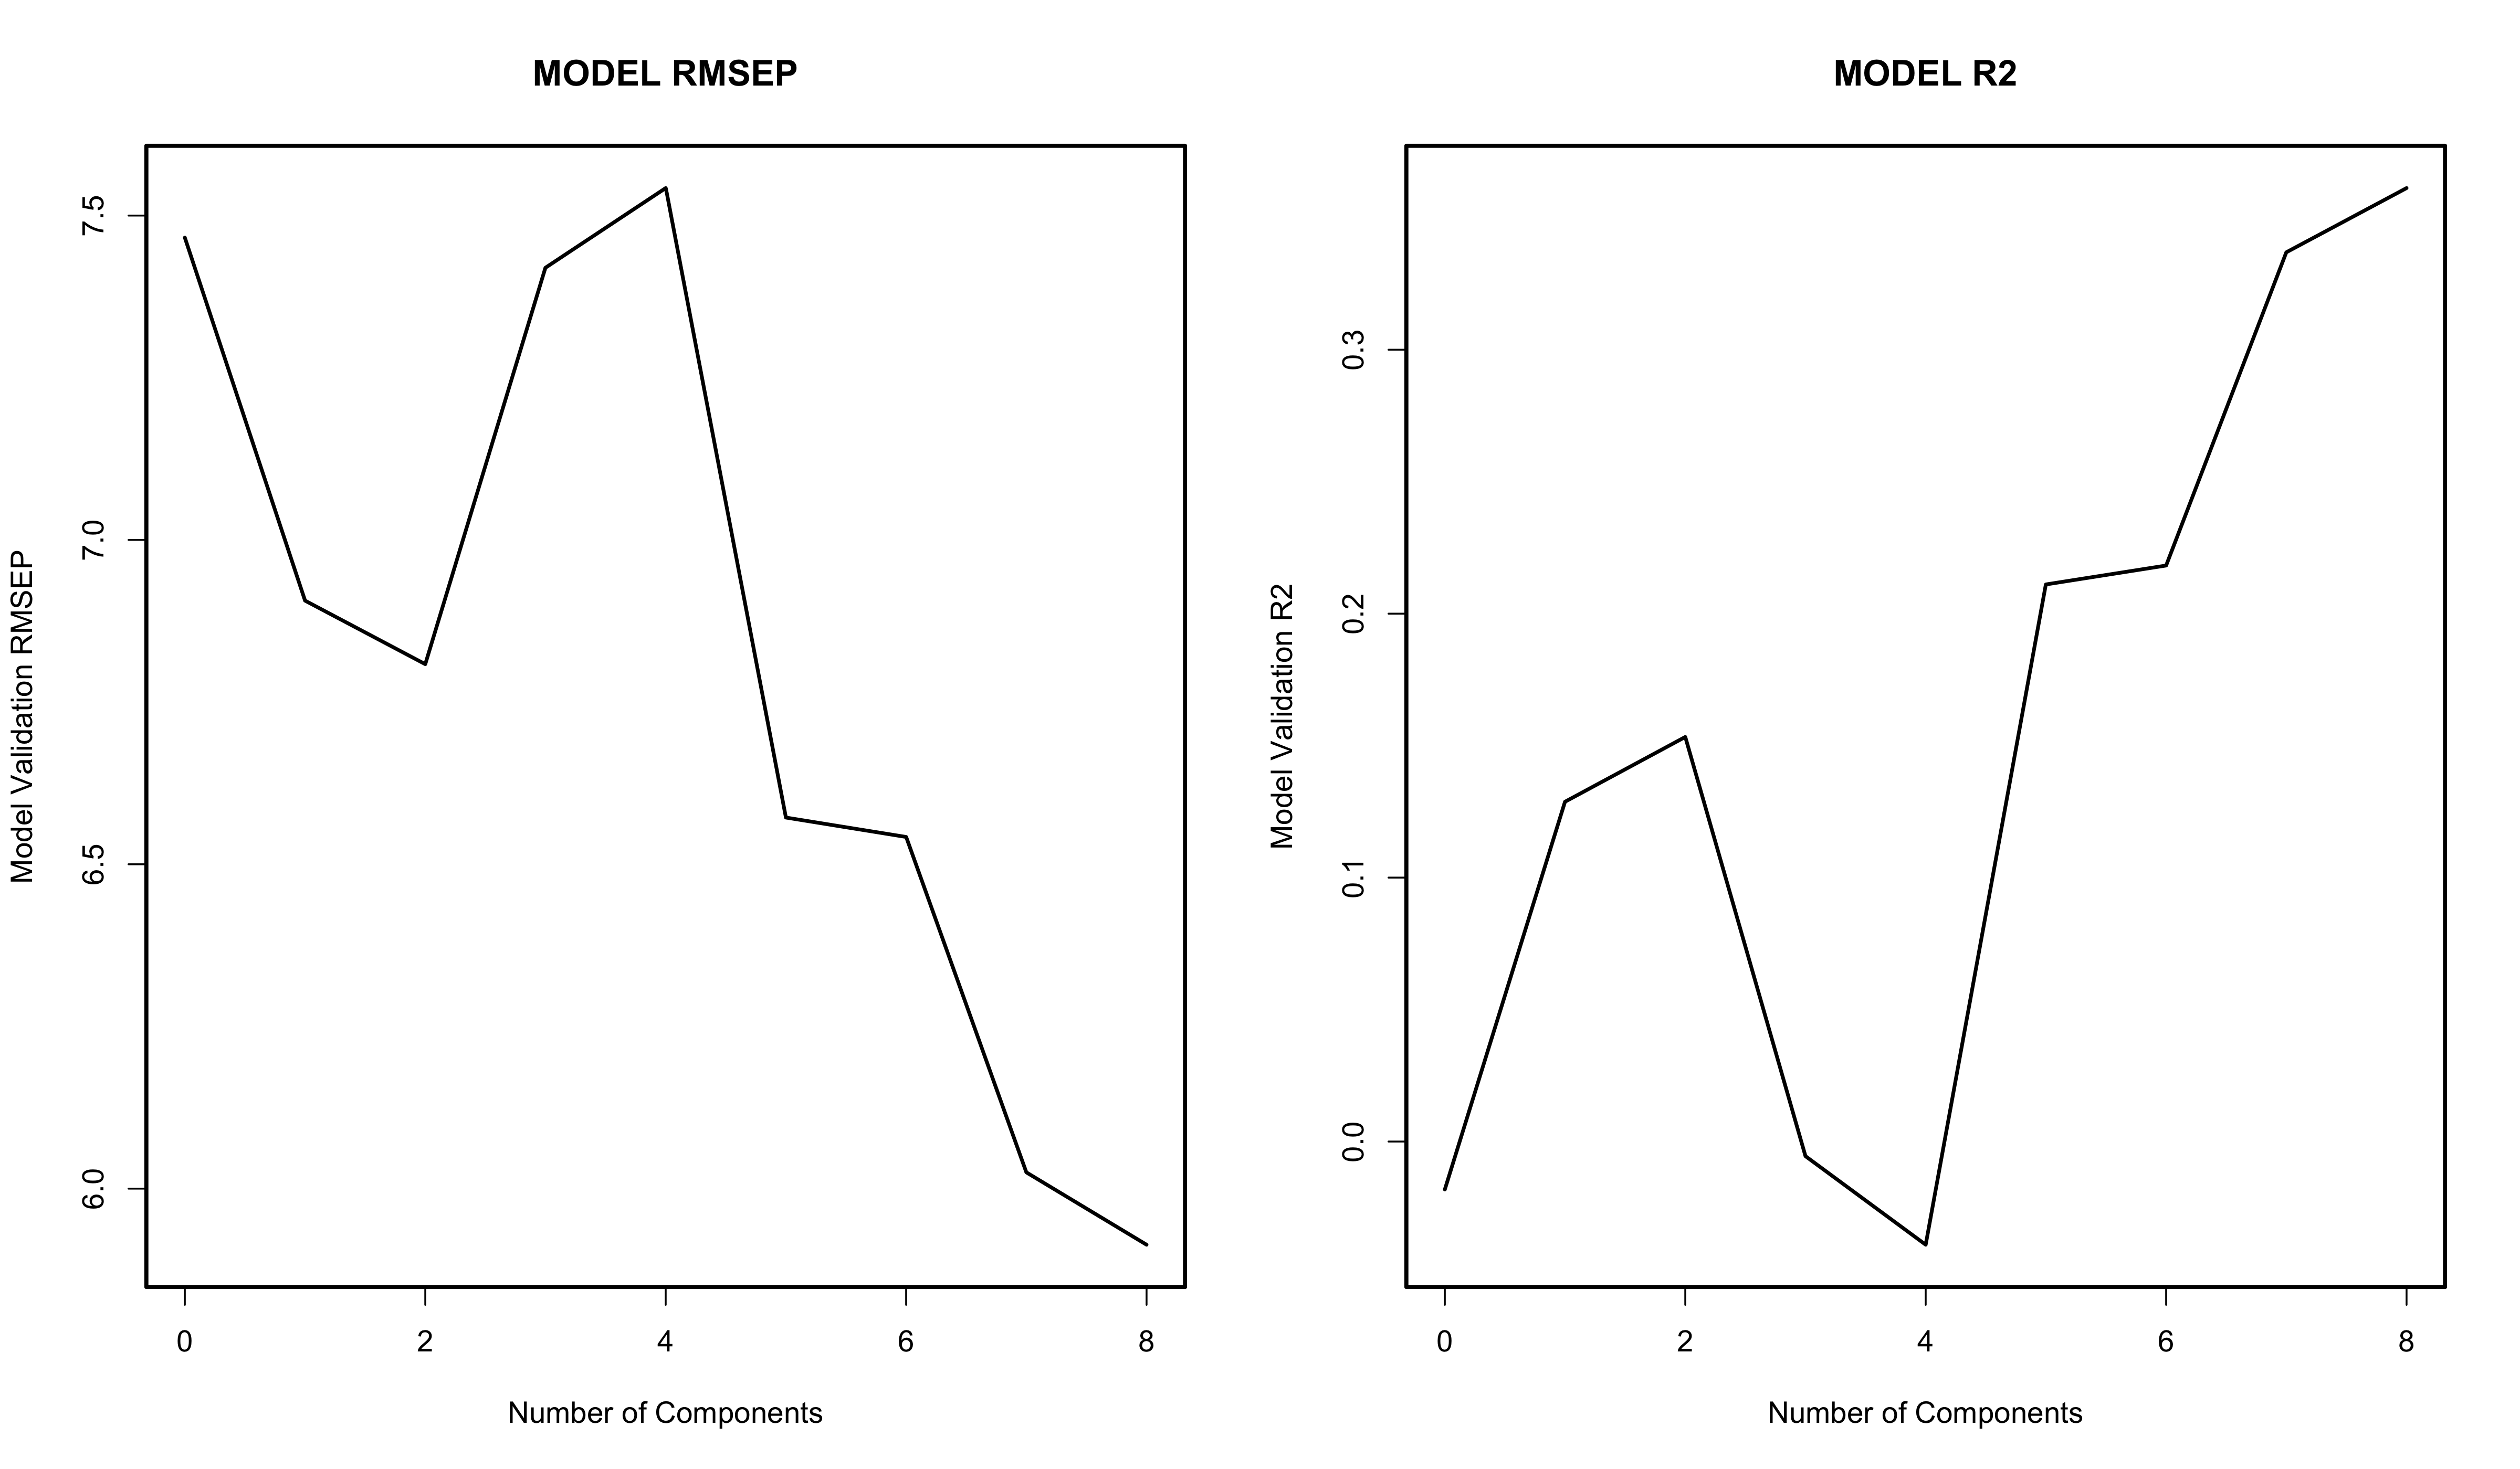 MODEL RMSEP
Model Validation RMSEP
7.5
7.0
6.5
6.0
0 2 4 6 8
Number of Components
MODEL R2
Model Validation R2
0.3
0.2
0.1
0.0
0 2 4 6 8
Number of Components